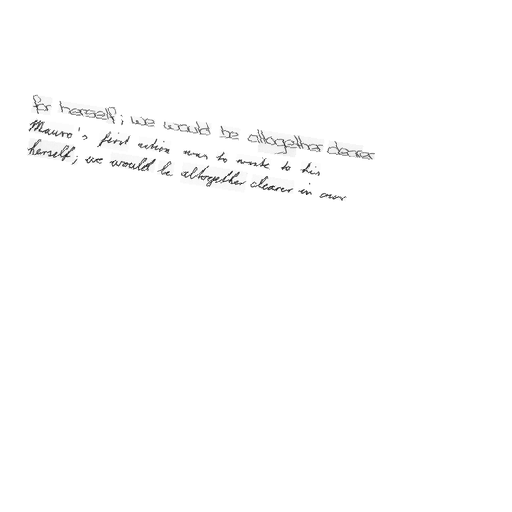 for herself; we would be altogether clearer
Mauro's first action was to write to his
herself; we would be altogether clearer in our